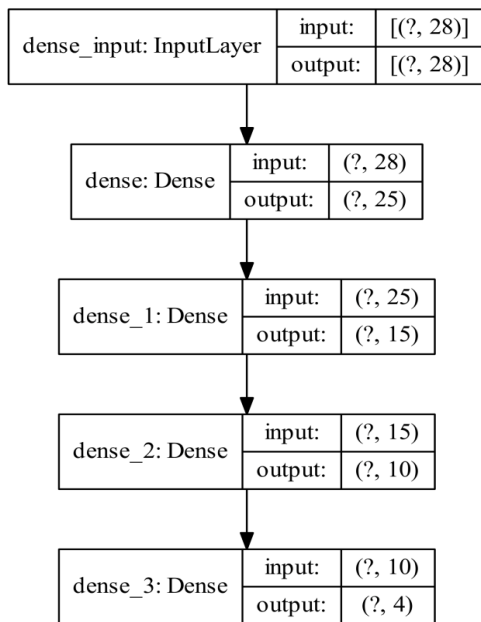 dense_input: InputLayer
input: [(?, 28)]
output: [(?, 28)]
dense: Dense
input: (?, 28)
output: (?, 25)
dense_1: Dense
input: (?, 25)
output: (?, 15)
dense_2: Dense
input: (?, 15)
output: (?, 10)
dense_3: Dense
input: (?, 10)
output: (?, 4)